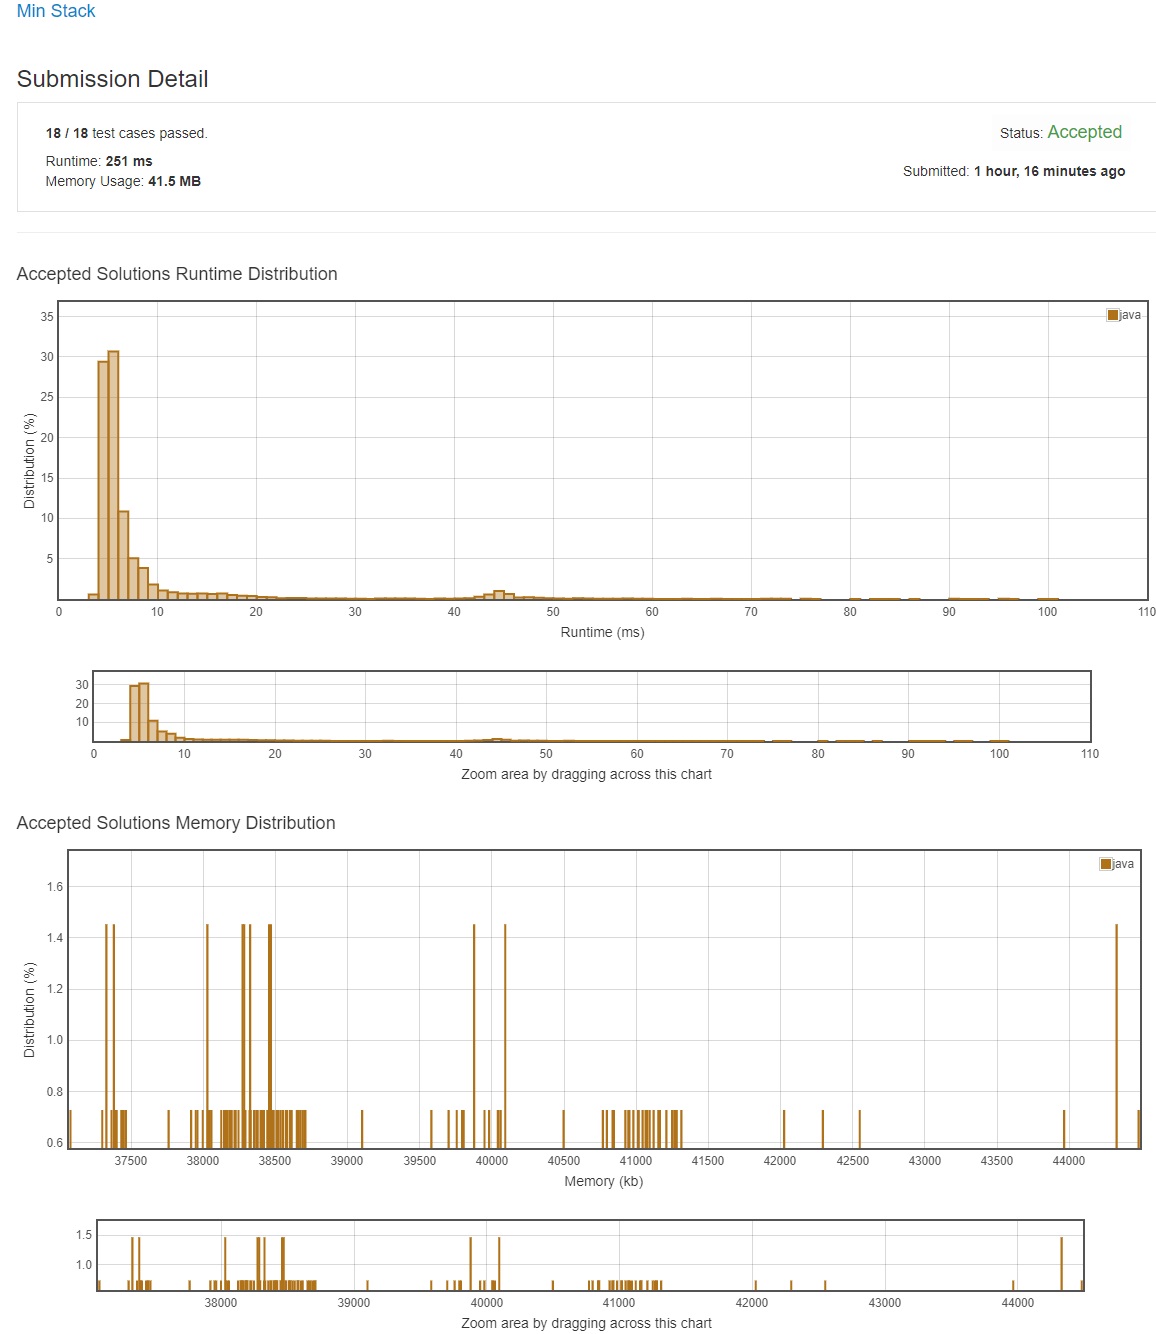 Min Stack
Submission Detail
18 / 18 test cases passed.
Status: Accepted
Runtime: 251 ms
Memory Usage: 41.5 MB
Submitted: 1 hour, 16 minutes ago
Accepted Solutions Runtime Distribution
java
35
30
25
20
15
10
5
Distribution (%)
0 10 20 30 40 50 60 70 80 90 100 110
Runtime (ms)
30
20
10
0 10 20 30 40 50 60 70 80 90 100 110
Zoom area by dragging across this chart
Accepted Solutions Memory Distribution
java
1.6
1.4
1.2
1.0
0.8
0.6
Distribution (%)
37500 38000 38500 39000 39500 40000 40500 41000 41500 42000 42500 43000 43500 44000
Memory (kb)
1.5
1.0
38000 39000 40000 41000 42000 43000 44000
Zoom area by dragging across this chart